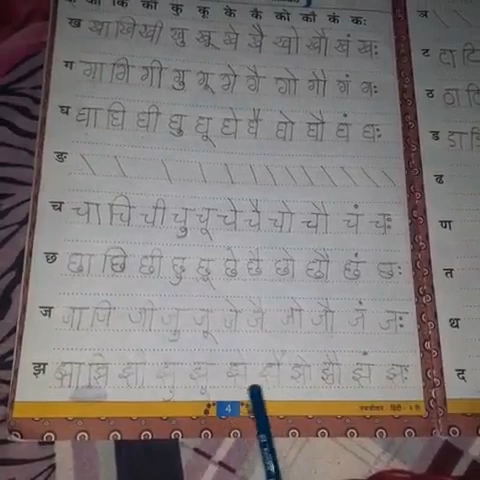 का कि की कु कू के कै को कौ कं कः
ख खा खि खी खु खू खे खै खो खौ खं खः
ग गा गि गी गु गू गे गै गो गौ गं गः
घ घा घि घी घु घू घे घै घो घौ घं घः
ङ
च चा चि ची चु चू चे चै चो चौ चं चः
छ छा छि छी छु छू छे छै छो छौ छं छः
ज जा जि जी जु जू जे जै जो जौ जं जः
झ झा झि झी झु झू झे झै झो झौ झं झः
4
ञ
ट टा टि
ठ ठा टि
ड डा डि
ढ
ण
त
थ
द